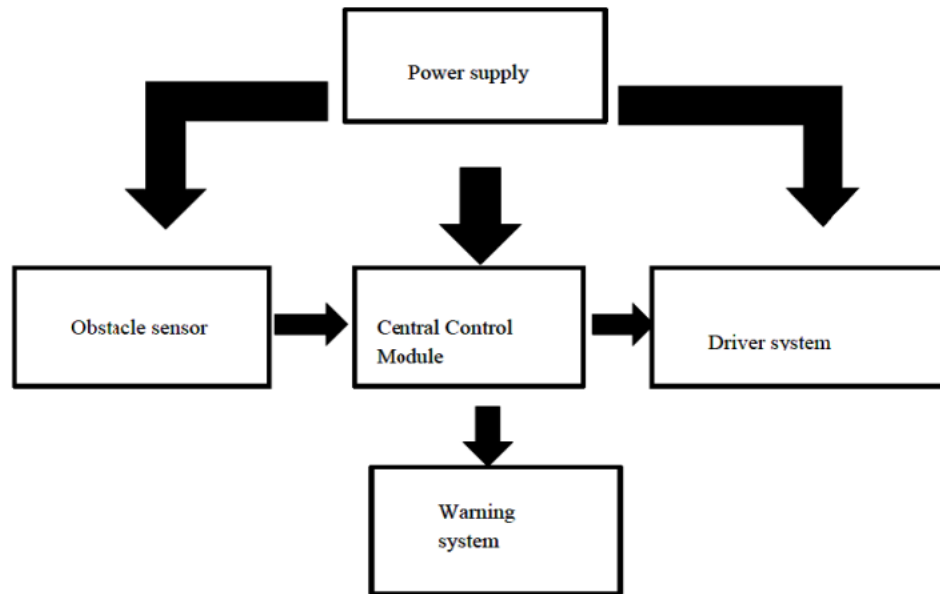 Power supply
Obstacle sensor
Central Control
Module
Driver system
Warning
system